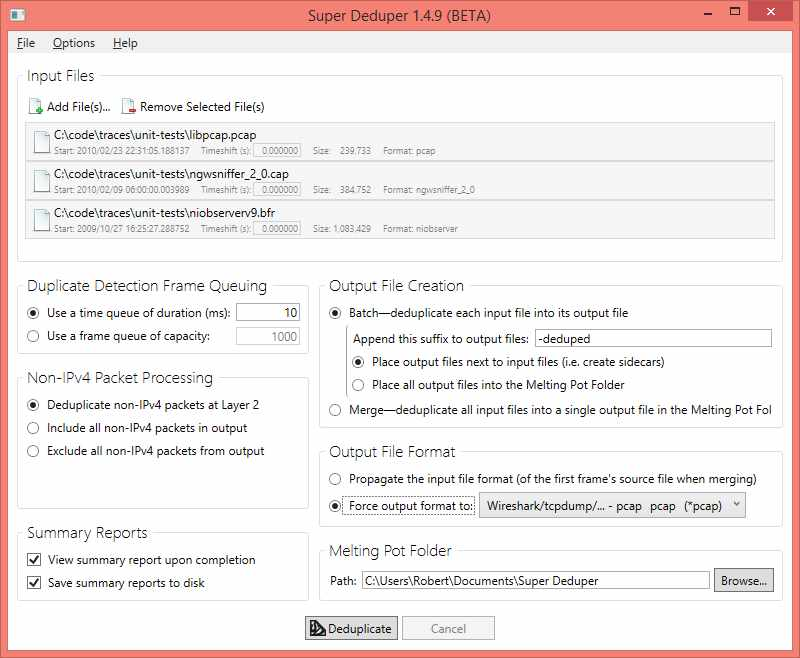 Super Deduper 1.4.9 (BETA)
File Options Help
Input Files
Add File(s)... Remove Selected File(s)
C:\code\traces\unit-tests\libpcap.pcap
Start: 2010/02/23 22:31:05.188137 Timeshift (s): 0.000000 Size: 239.733 Format: pcap
C:\code\traces\unit-tests\ngwsniffer_2_0.cap
Start: 2010/02/09 06:00:00.003989 Timeshift (s): 0.000000 Size: 384.752 Format: ngwsniffer_2_0
C:\code\traces\unit-tests\niobserverv9.bfr
Start: 2009/10/27 16:25:27.288752 Timeshift (s): 0.000000 Size: 1,083,429 Format: niobserver
Duplicate Detection Frame Queuing
Use a time queue of duration (ms): 10
Use a frame queue of capacity: 1000
Non-IPv4 Packet Processing
Deduplicate non-IPv4 packets at Layer 2
Include all non-IPv4 packets in output
Exclude all non-IPv4 packets from output
Summary Reports
View summary report upon completion
Save summary reports to disk
Output File Creation
Batch—deduplicate each input file into its output file
Append this suffix to output files: -deduped
Place output files next to input files (i.e. create sidecars)
Place all output files into the Melting Pot Folder
Merge—deduplicate all input files into a single output file in the Melting Pot Fol
Output File Format
Propagate the input file format (of the first frame's source file when merging)
Force output format to: Wireshark/tcpdump/... - pcap pcap (*pcap)
Melting Pot Folder
Path: C:\Users\Robert\Documents\Super Deduper Browse...
Deduplicate Cancel